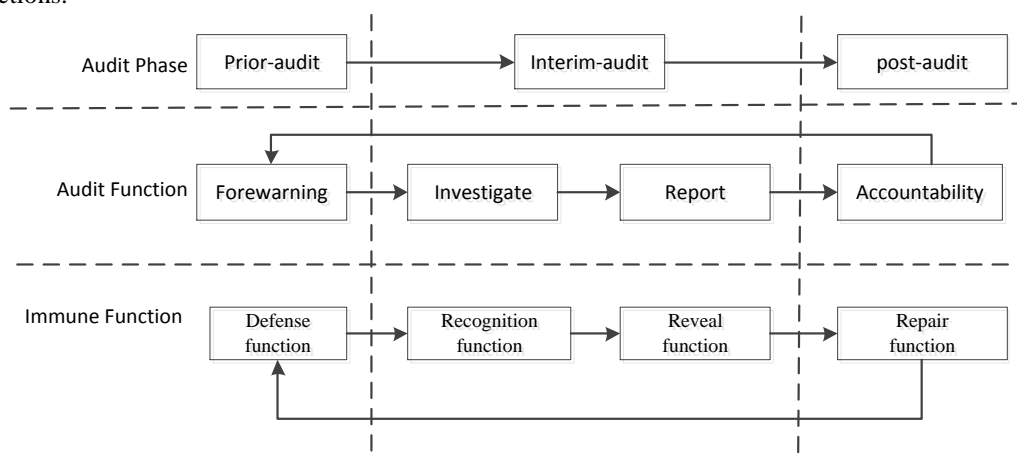 ctions.
Audit Phase
Prior-audit
Interim-audit
post-audit
Audit Function
Forewarning
Investigate
Report
Accountability
Immune Function
Defense
function
Recognition
function
Reveal
function
Repair
function